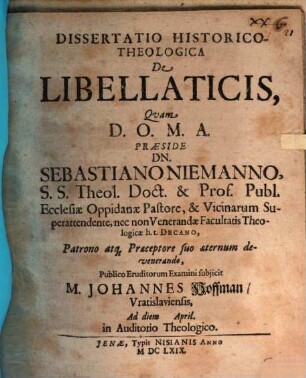 DISSERTATIO HISTORICO-
THEOLOGICA
De
LIBELLATICIS,
Quam
D. O. M. A.
PRÆSIDE
DN.
SEBASTIANO NIEMANNO,
S. S. Theol. Doct. & Prof. Publ.
Ecclesiæ Oppidanæ Pastore, & Vicinarum Su-
perattendente, nec non Venerandæ Facultatis Theo-
logicæ h.t. DECANO,
Patrono atq; Præceptore suo æternum de-
venerando,
Publico Eruditorum Examini subjicit
M. JOHANNES Hoffman/
Vratislaviensis,
Ad diem April.
in Auditorio Theologico.
JENÆ, Typis NISIANIS ANNO
M DC LXIX.